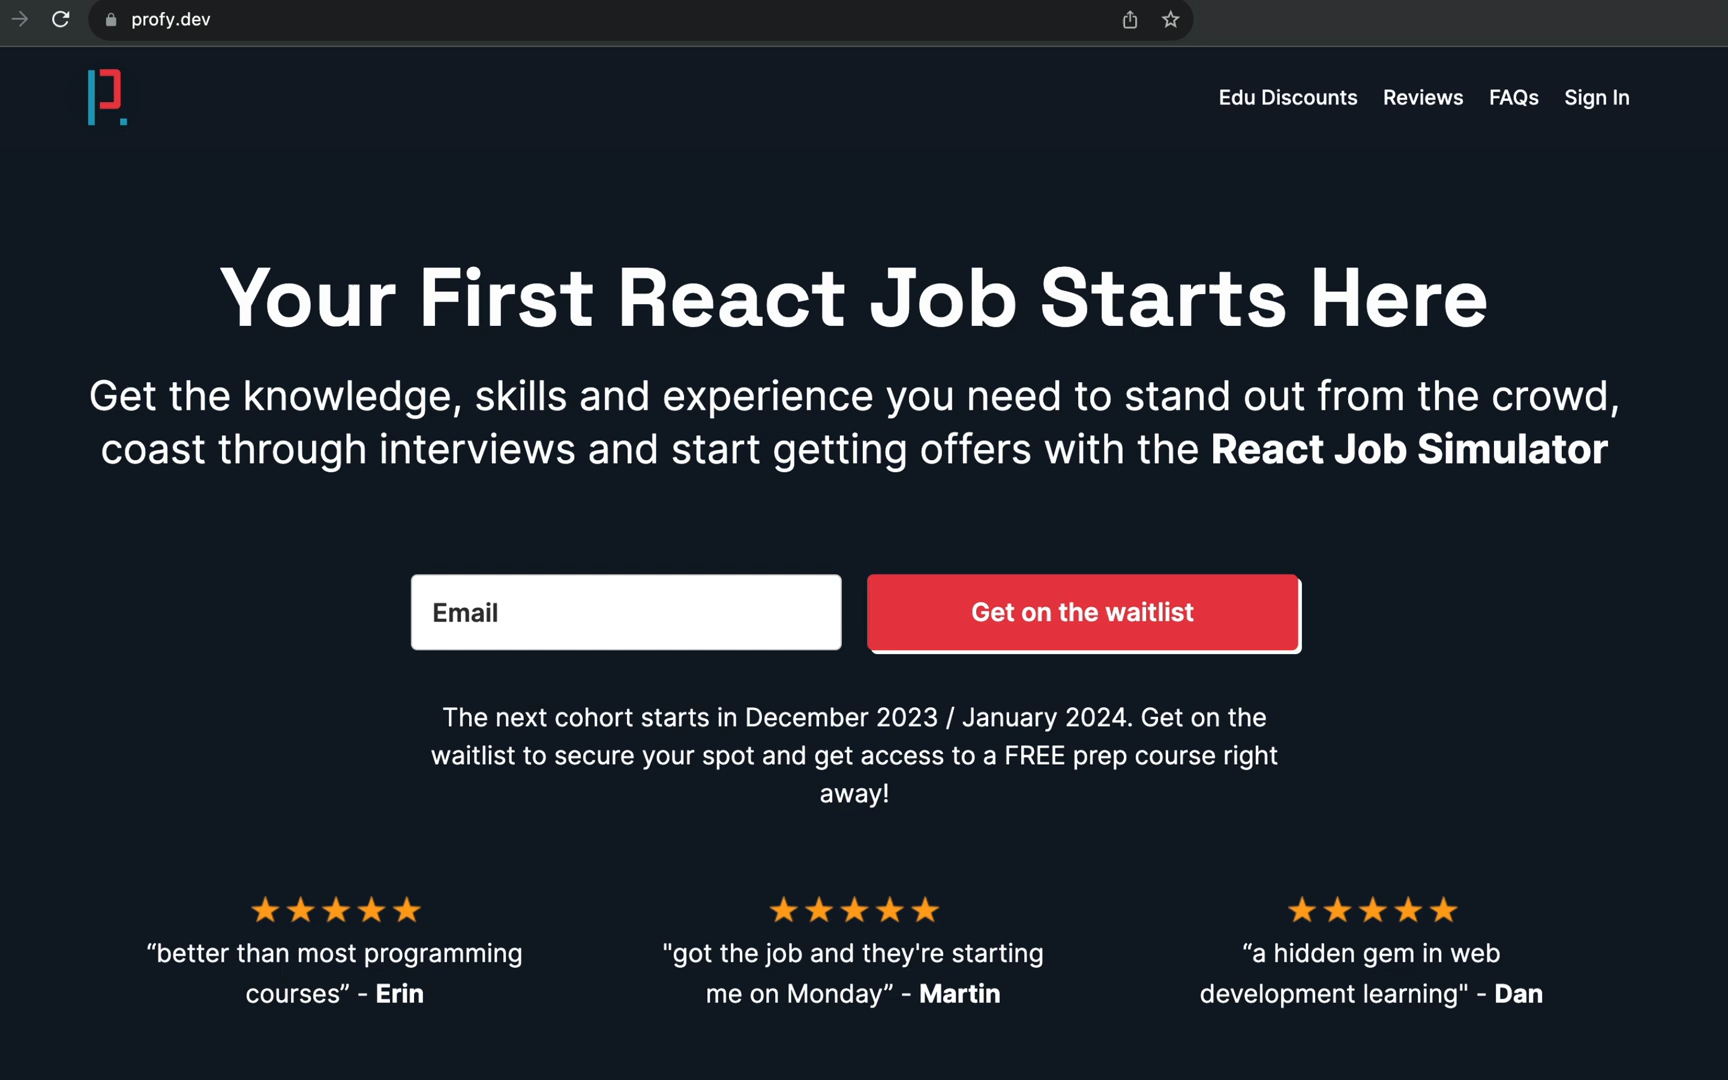 profy.dev
P.
Edu Discounts Reviews FAQs Sign In
Your First React Job Starts Here
Get the knowledge, skills and experience you need to stand out from the crowd,
coast through interviews and start getting offers with the React Job Simulator
Email
Get on the waitlist
The next cohort starts in December 2023 / January 2024. Get on the
waitlist to secure your spot and get access to a FREE prep course right
away!
“better than most programming
courses” - Erin
"got the job and they're starting
me on Monday” - Martin
“a hidden gem in web
development learning" - Dan